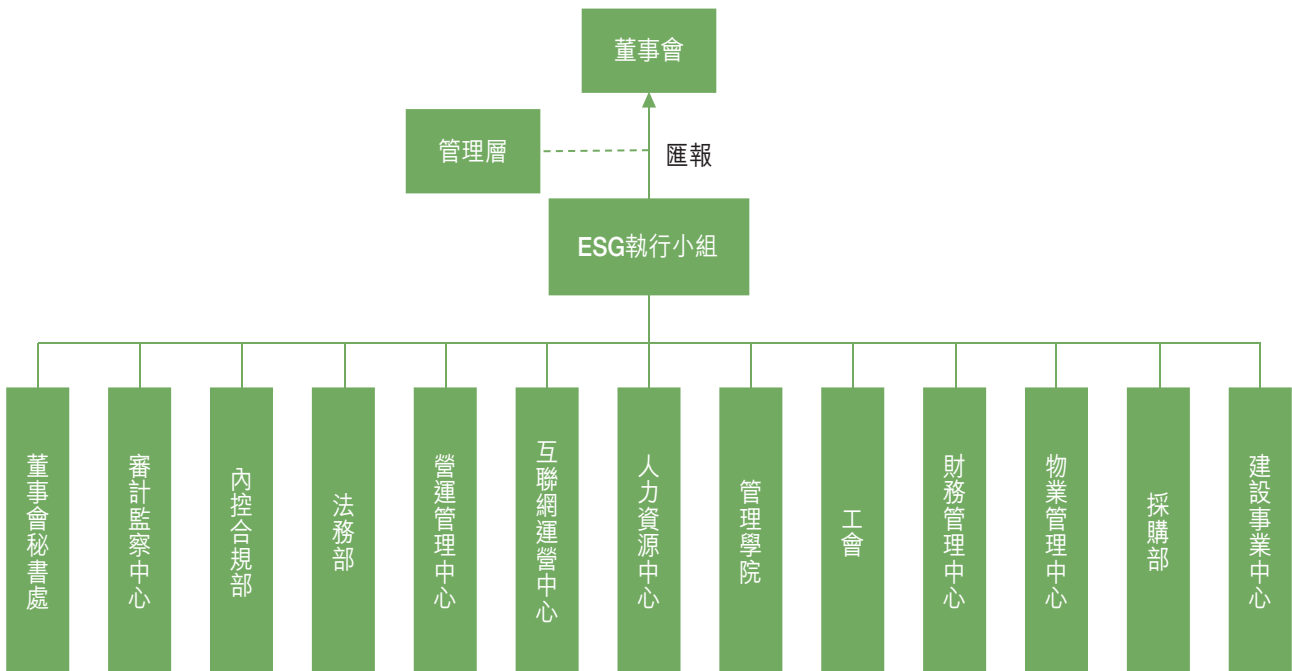 董事會
管理層
匯報
ESG執行小組
董事會秘書處
審計監察中心
內控合規部
法務部
營運管理中心
互聯網運營中心
人力資源中心
管理學院
工會
財務管理中心
物業管理中心
採購部
建設事業中心